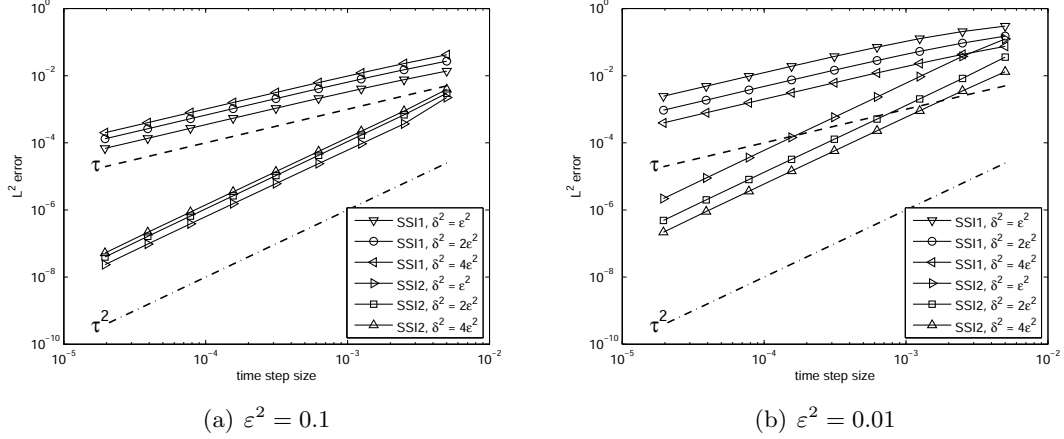 10^0
10^-2
10^-4
10^-6
10^-8
10^-10
L^2 error
τ
τ^2
SSI1, δ^2 = ε^2
SSI1, δ^2 = 2ε^2
SSI1, δ^2 = 4ε^2
SSI2, δ^2 = ε^2
SSI2, δ^2 = 2ε^2
SSI2, δ^2 = 4ε^2
10^-5
10^-4
10^-3
10^-2
time step size
(a) ε^2 = 0.1
10^0
10^-2
10^-4
10^-6
10^-8
10^-10
L^2 error
τ
τ^2
SSI1, δ^2 = ε^2
SSI1, δ^2 = 2ε^2
SSI1, δ^2 = 4ε^2
SSI2, δ^2 = ε^2
SSI2, δ^2 = 2ε^2
SSI2, δ^2 = 4ε^2
10^-5
10^-4
10^-3
10^-2
time step size
(b) ε^2 = 0.01